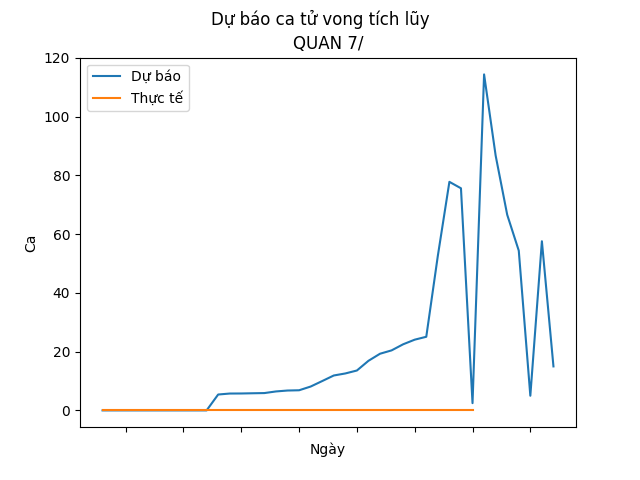 Dự báo ca tử vong tích lũy
QUAN 7/
Dự báo
Thực tế
120
100
80
60
40
20
0
Ca
Ngày